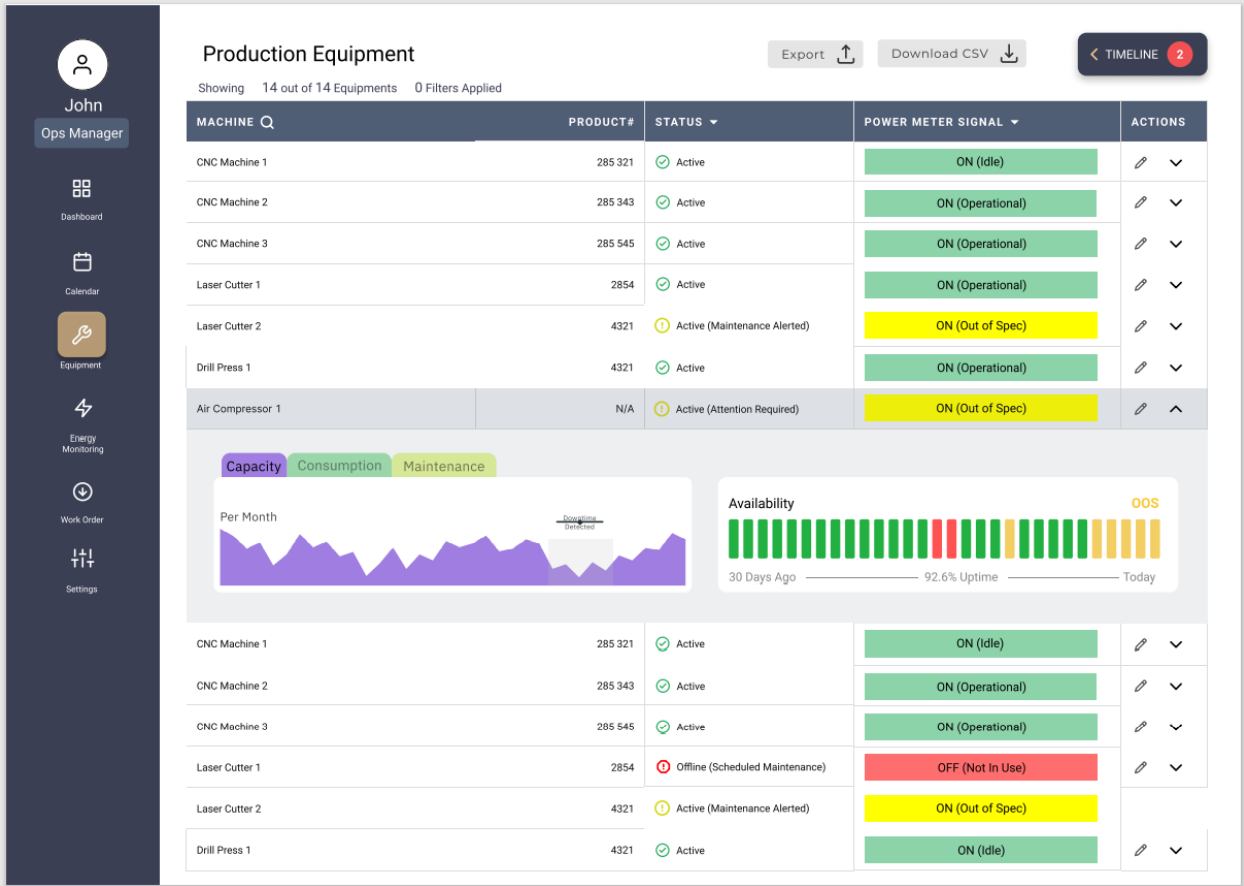 John
Ops Manager
Dashboard
Calendar
Equipment
Energy
Monitoring
Work Order
Settings
Production Equipment
Export
Download CSV
TIMELINE 2
Showing 14 out of 14 Equipments 0 Filters Applied
MACHINE PRODUCT# STATUS POWER METER SIGNAL ACTIONS
CNC Machine 1 285 321 Active ON (Idle)
CNC Machine 2 285 343 Active ON (Operational)
CNC Machine 3 285 545 Active ON (Operational)
Laser Cutter 1 2854 Active ON (Operational)
Laser Cutter 2 4321 Active (Maintenance Alerted) ON (Out of Spec)
Drill Press 1 4321 Active ON (Operational)
Air Compressor 1 N/A Active (Attention Required) ON (Out of Spec)
Capacity Consumption Maintenance
Per Month
Downtime
Detected
Availability OOS
30 Days Ago 92.6% Uptime Today
CNC Machine 1 285 321 Active ON (Idle)
CNC Machine 2 285 343 Active ON (Operational)
CNC Machine 3 285 545 Active ON (Operational)
Laser Cutter 1 2854 Offline (Scheduled Maintenance) OFF (Not In Use)
Laser Cutter 2 4321 Active (Maintenance Alerted) ON (Out of Spec)
Drill Press 1 4321 Active ON (Idle)